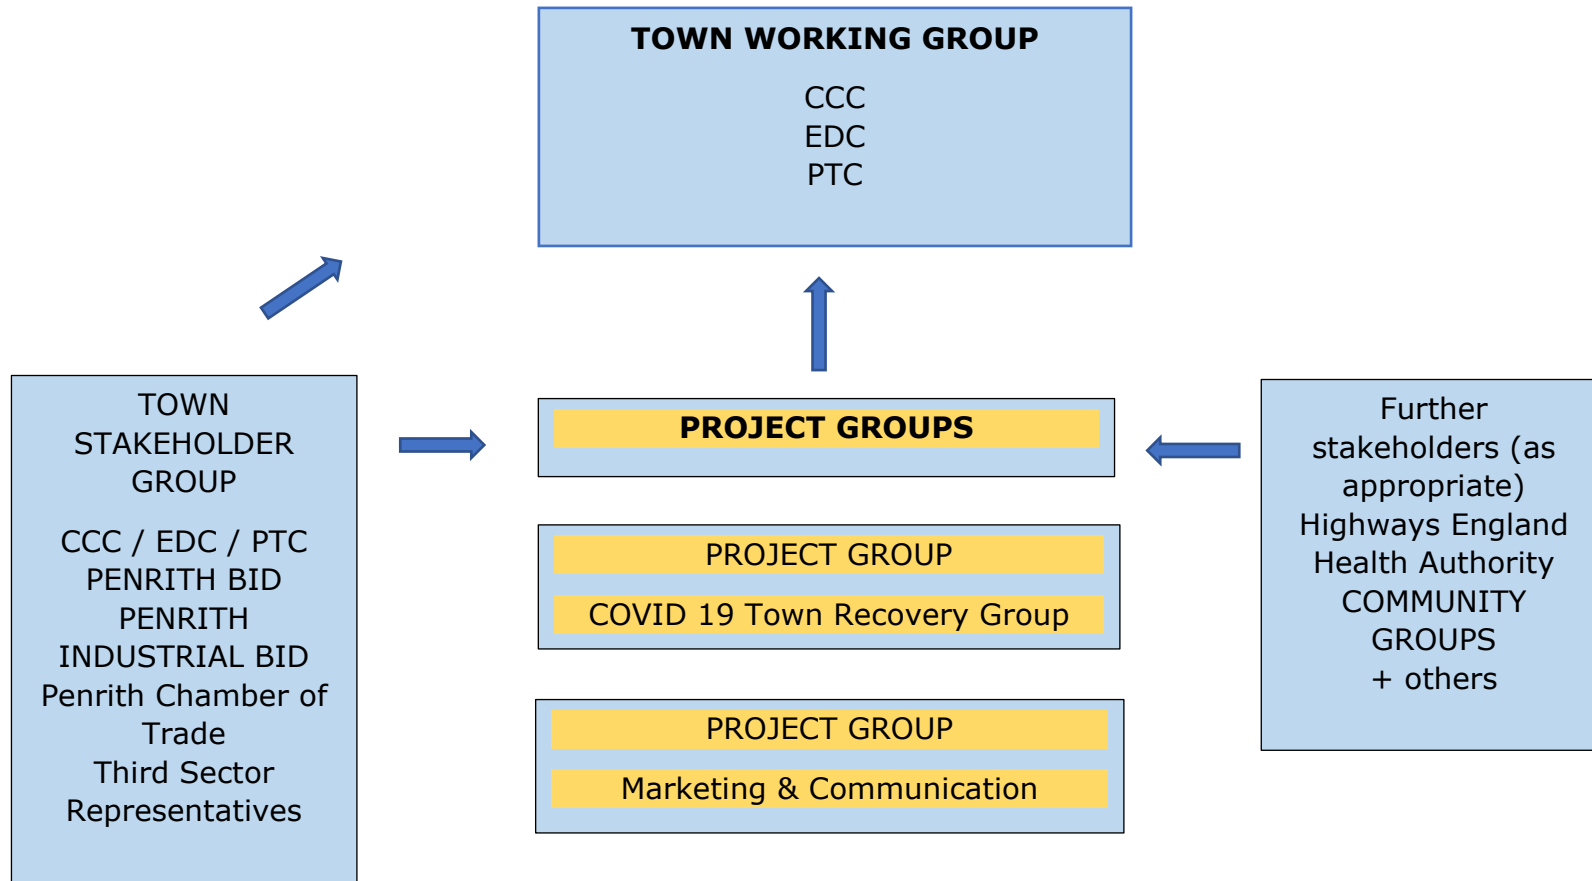 TOWN WORKING GROUP
CCC
EDC
PTC
TOWN
STAKEHOLDER
GROUP
CCC / EDC / PTC
PENRITH BID
PENRITH
INDUSTRIAL BID
Penrith Chamber of
Trade
Third Sector
Representatives
PROJECT GROUPS
PROJECT GROUP
COVID 19 Town Recovery Group
PROJECT GROUP
Marketing & Communication
Further
stakeholders (as
appropriate)
Highways England
Health Authority
COMMUNITY
GROUPS
+ others